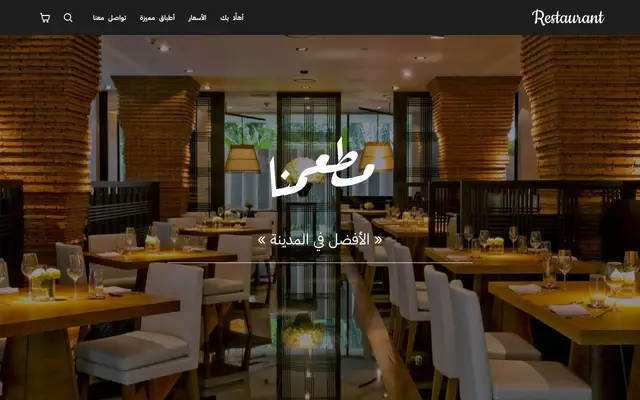 Restaurant
أهلًا بك
الأسعار
أطباق مميزة
تواصل معنا
مطعمنا
« الأفضل في المدينة »